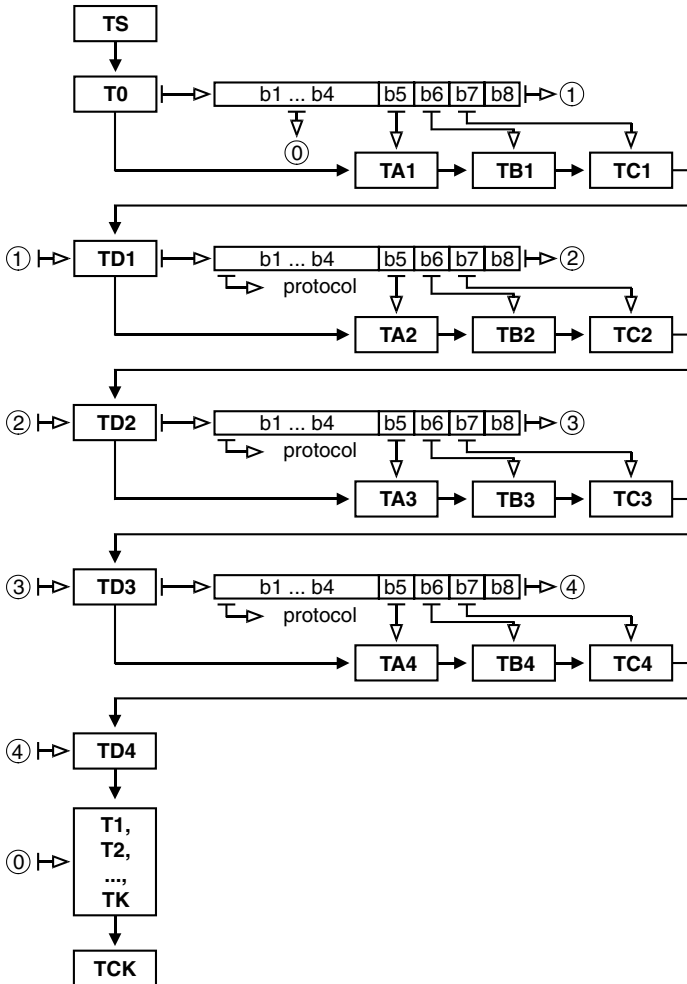 TS
T0 b1 ... b4 b5 b6 b7 b8 1
0
TA1 TB1 TC1
1 TD1 b1 ... b4 b5 b6 b7 b8 2
protocol
TA2 TB2 TC2
2 TD2 b1 ... b4 b5 b6 b7 b8 3
protocol
TA3 TB3 TC3
3 TD3 b1 ... b4 b5 b6 b7 b8 4
protocol
TA4 TB4 TC4
4 TD4
T1,
T2,
0
...,
TK
TCK